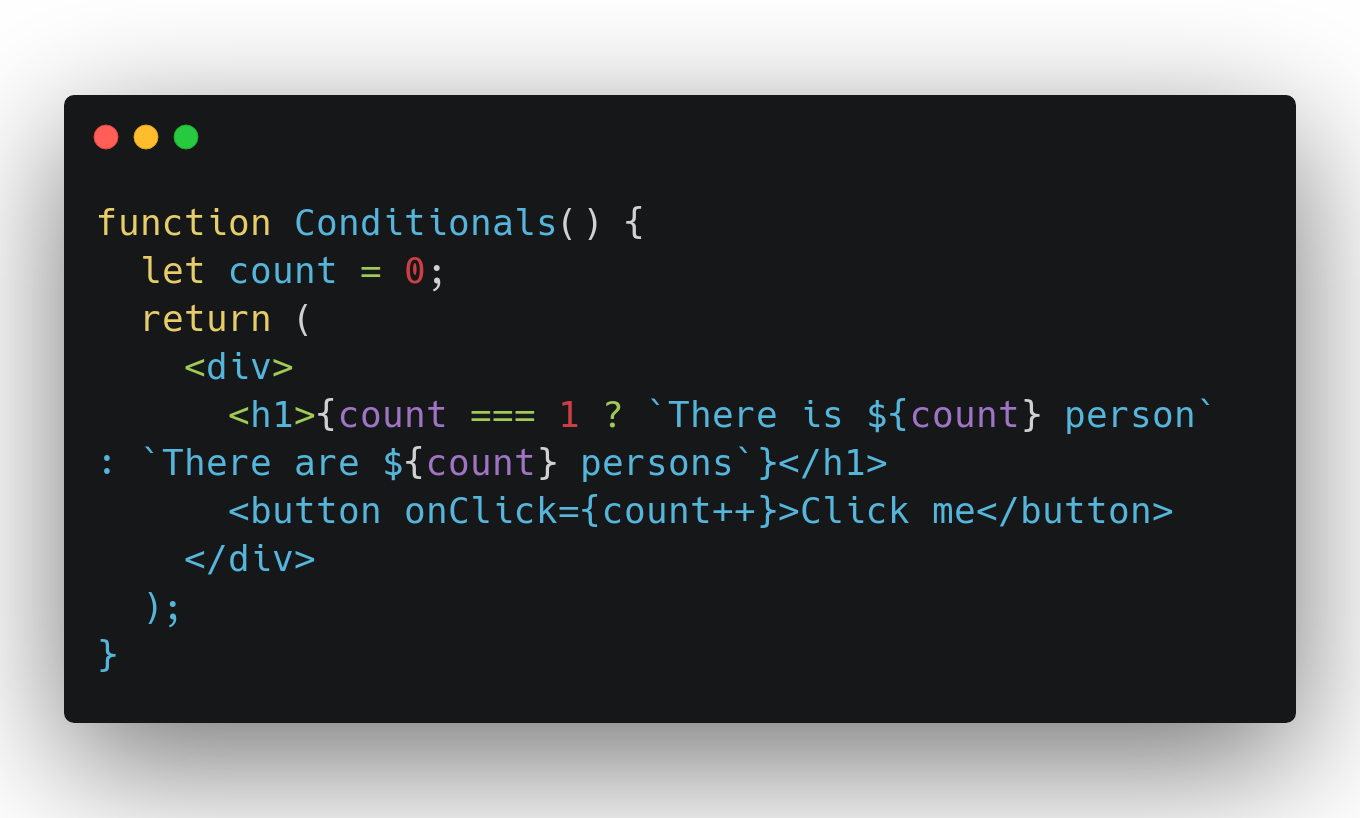 function Conditionals() {
  let count = 0;
  return (
    <div>
      <h1>{count === 1 ? `There is ${count} person`
: `There are ${count} persons`}</h1>
      <button onClick={count++}>Click me</button>
    </div>
  );
}